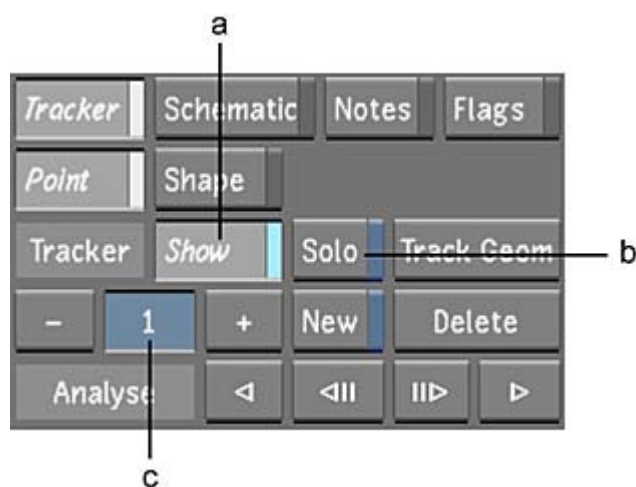 a
Tracker Schematic Notes Flags
Point Shape
Tracker Show Solo Track Geom b
- 1 + New Delete
Analyse
c